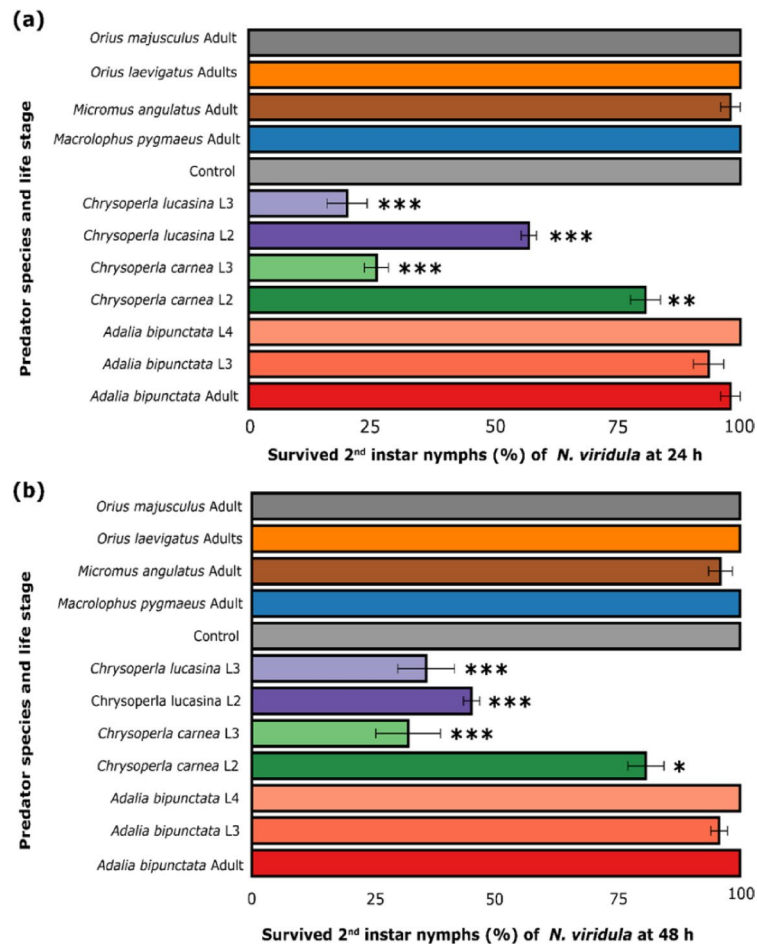 (a)
Predator species and life stage
Orius majusculus Adult
Orius laevigatus Adults
Micromus angulatus Adult
Macrolophus pygmaeus Adult
Control
Chrysoperla lucasina L3
***
Chrysoperla lucasina L2
***
Chrysoperla carnea L3
***
Chrysoperla carnea L2
**
Adalia bipunctata L4
Adalia bipunctata L3
Adalia bipunctata Adult
0 25 50 75 100
Survived 2nd instar nymphs (%) of N. viridula at 24 h
(b)
Predator species and life stage
Orius majusculus Adult
Orius laevigatus Adults
Micromus angulatus Adult
Macrolophus pygmaeus Adult
Control
Chrysoperla lucasina L3
***
Chrysoperla lucasina L2
***
Chrysoperla carnea L3
***
Chrysoperla carnea L2
*
Adalia bipunctata L4
Adalia bipunctata L3
Adalia bipunctata Adult
0 25 50 75 100
Survived 2nd instar nymphs (%) of N. viridula at 48 h